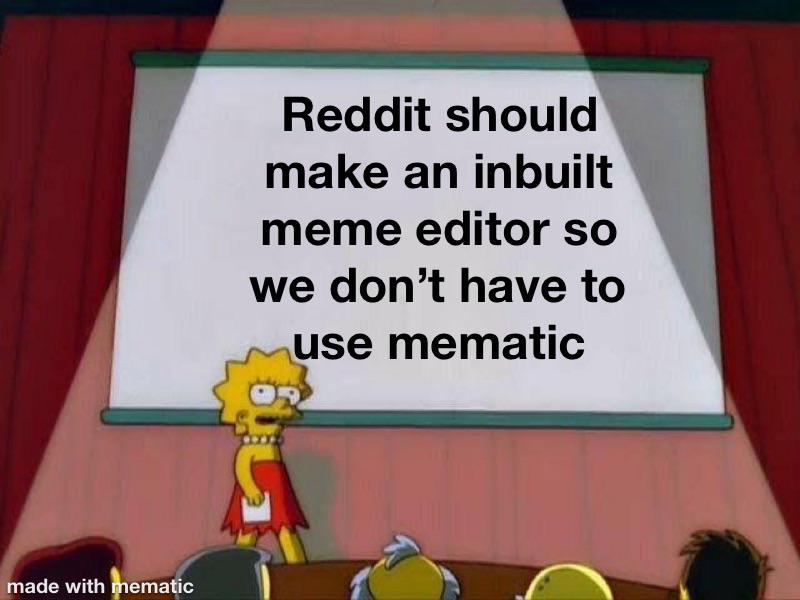 Reddit should
make an inbuilt
meme editor so
we don’t have to
use mematic
made with mematic